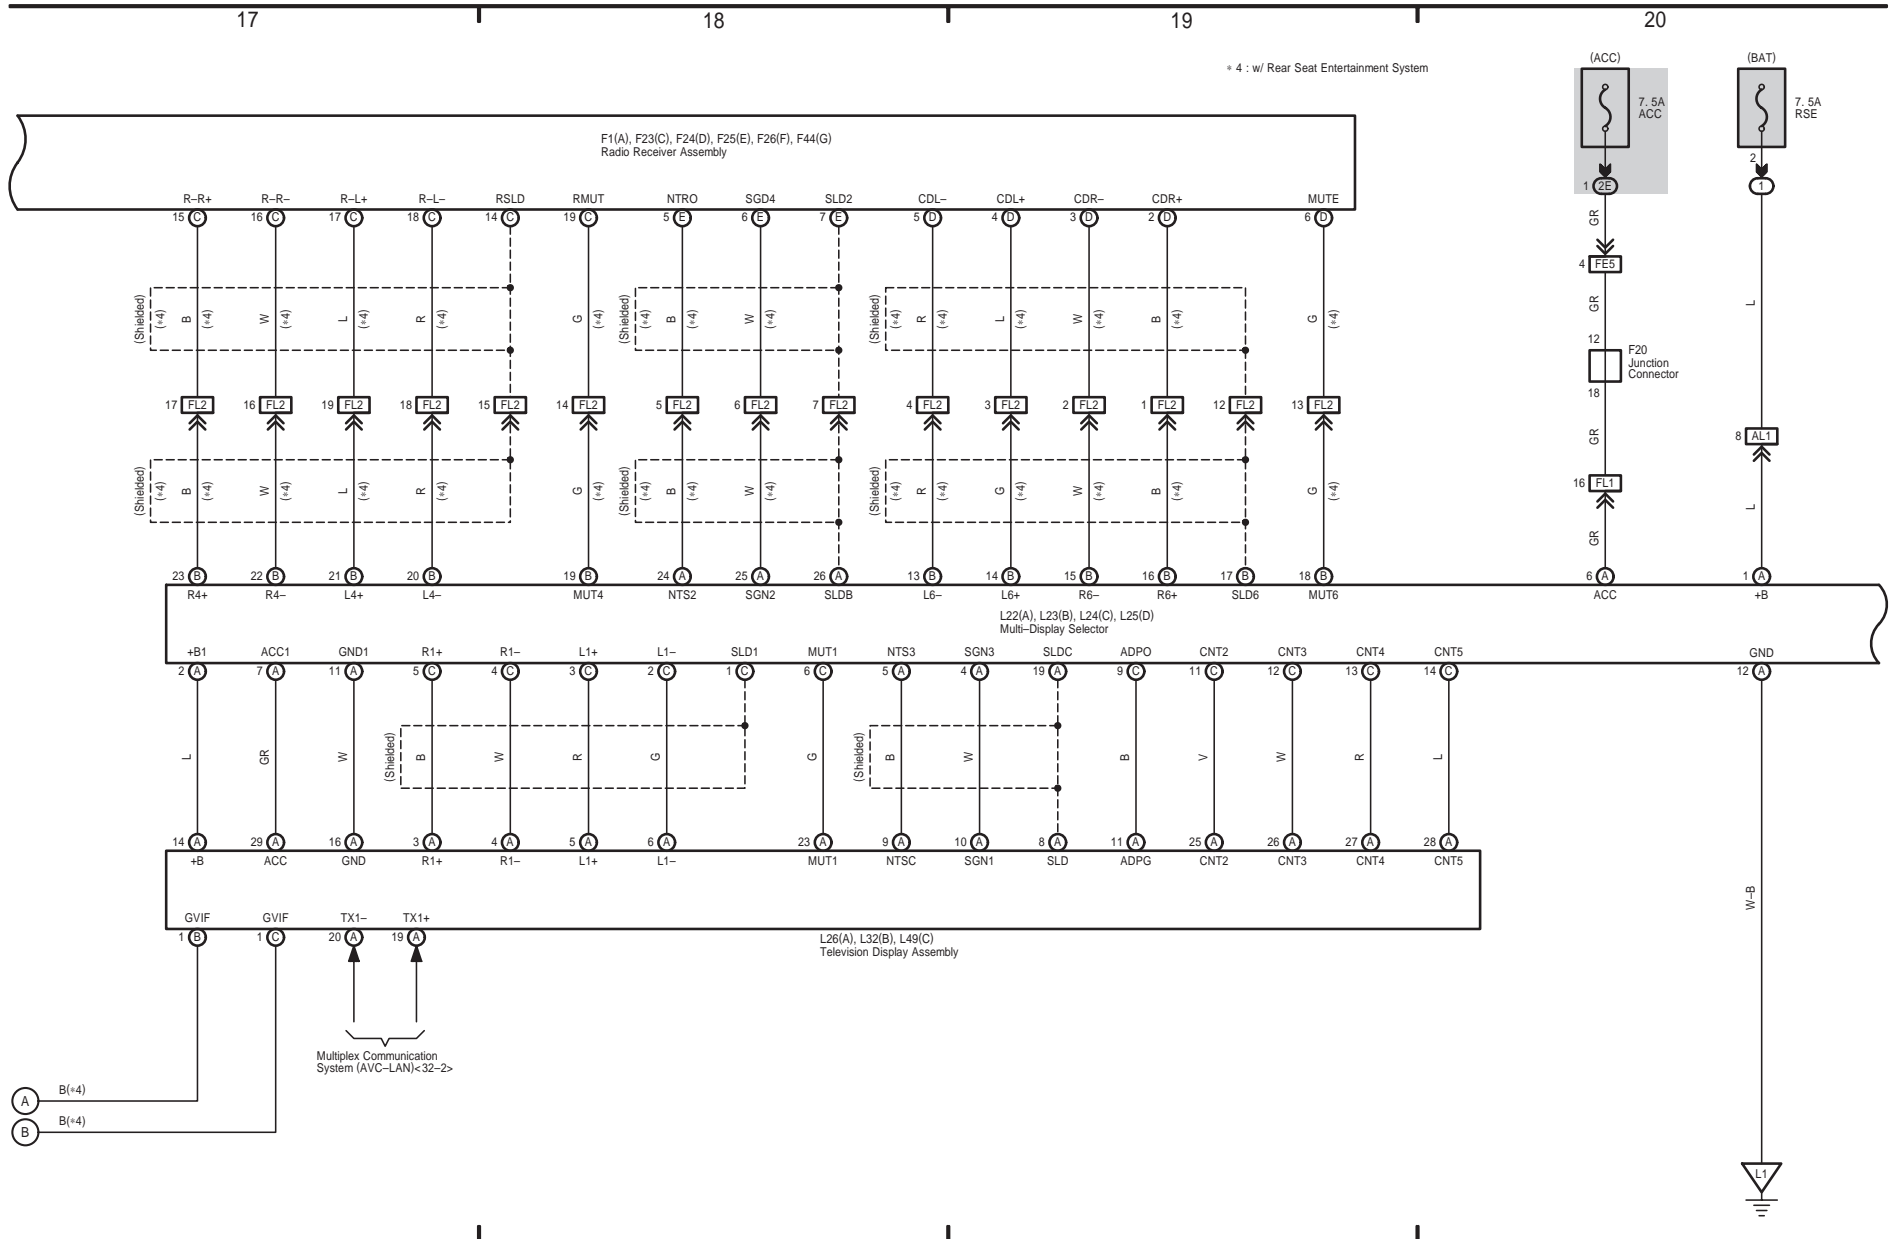 17 18 19 20
∗ 4 : w/ Rear Seat Entertainment System
(ACC) (BAT)
7. 5A
ACC
7. 5A
RSE
2
1 2E 1
F1(A), F23(C), F24(D), F25(E), F26(F), F44(G)
Radio Receiver Assembly
R–R+ R–R– R–L+ R–L– RSLD RMUT NTRO SGD4 SLD2 CDL– CDL+ CDR– CDR+ MUTE
15 C 16 C 17 C 18 C 14 C 19 C 5 E 6 E 7 E 5 D 4 D 3 D 2 D 6 D
GR
4 FE5
(Shielded) (∗4) B (∗4) W (∗4) L (∗4) R (∗4) G (∗4) (Shielded) (∗4) B (∗4) W (∗4) (Shielded) (∗4) R (∗4) L (∗4) W (∗4) B (∗4) G (∗4) GR L
12
F20
Junction
Connector
18
17 FL2 16 FL2 19 FL2 18 FL2 15 FL2 14 FL2 5 FL2 6 FL2 7 FL2 4 FL2 3 FL2 2 FL2 1 FL2 12 FL2 13 FL2
GR 8 AL1
16 FL1
(Shielded) (∗4) B (∗4) W (∗4) L (∗4) R (∗4) G (∗4) (Shielded) (∗4) B (∗4) W (∗4) (Shielded) (∗4) R (∗4) G (∗4) W (∗4) B (∗4) G (∗4) L
GR
23 B 22 B 21 B 20 B 19 B 24 A 25 A 26 A 13 B 14 B 15 B 16 B 17 B 18 B 6 A 1 A
R4+ R4– L4+ L4– MUT4 NTS2 SGN2 SLDB L6– L6+ R6– R6+ SLD6 MUT6 ACC +B
L22(A), L23(B), L24(C), L25(D)
Multi–Display Selector
+B1 ACC1 GND1 R1+ R1– L1+ L1– SLD1 MUT1 NTS3 SGN3 SLDC ADPO CNT2 CNT3 CNT4 CNT5 GND
2 A 7 A 11 A 5 C 4 C 3 C 2 C 1 C 6 C 5 A 4 A 19 A 9 C 11 C 12 C 13 C 14 C 12 A
L GR W (Shielded) B W R G G (Shielded) B W B V W R L
14 A 29 A 16 A 3 A 4 A 5 A 6 A 23 A 9 A 10 A 8 A 11 A 25 A 26 A 27 A 28 A
+B ACC GND R1+ R1– L1+ L1– MUT1 NTSC SGN1 SLD ADPG CNT2 CNT3 CNT4 CNT5
W–B
GVIF GVIF TX1– TX1+
1 B 1 C 20 A 19 A
L26(A), L32(B), L49(C)
Television Display Assembly
Multiplex Communication
System (AVC–LAN)<32–2>
A B(∗4)
B B(∗4)
L1